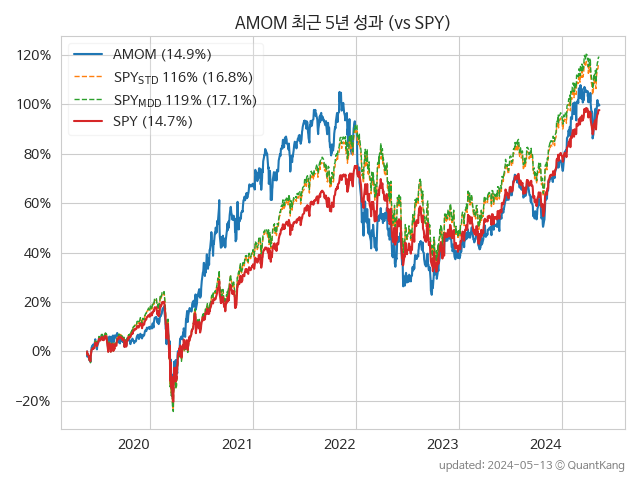 AMOM 최근 5년 성과 (vs SPY)
AMOM (14.9%)
SPYSTD 116% (16.8%)
SPYMDD 119% (17.1%)
SPY (14.7%)
120%
100%
80%
60%
40%
20%
0%
−20%
2020 2021 2022 2023 2024
updated: 2024-05-13 © QuantKang